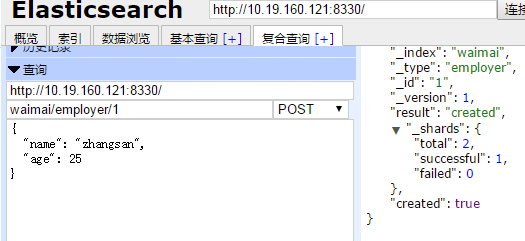 Elasticsearch
http://10.19.160.121:8330/
连接
概览
索引
数据浏览
基本查询 [+]
复合查询 [+]
历史记录
查询
http://10.19.160.121:8330/
waimai/employer/1
POST
{
"name": "zhangsan",
"age": 25
}
"_index": "waimai",
"_type": "employer",
"_id": "1",
"_version": 1,
"result": "created",
"_shards": {
"total": 2,
"successful": 1,
"failed": 0
},
"created": true
}